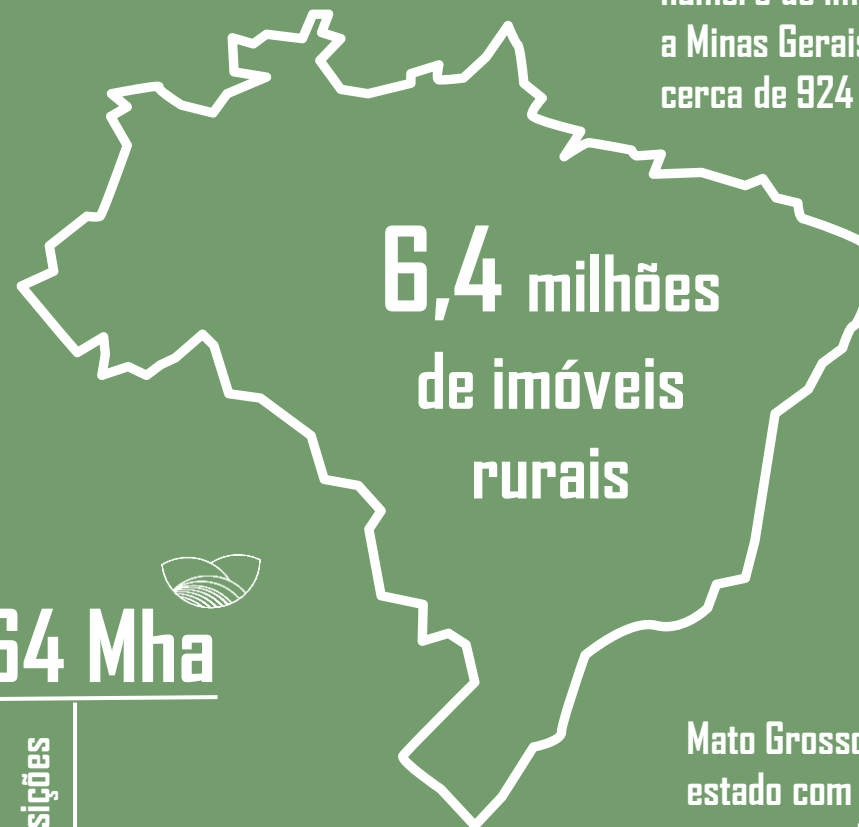 a Minas Gerais
cerca de 924
6,4 milhões
de imóveis
rurais
64 Mha
Mato Grosso
estado com